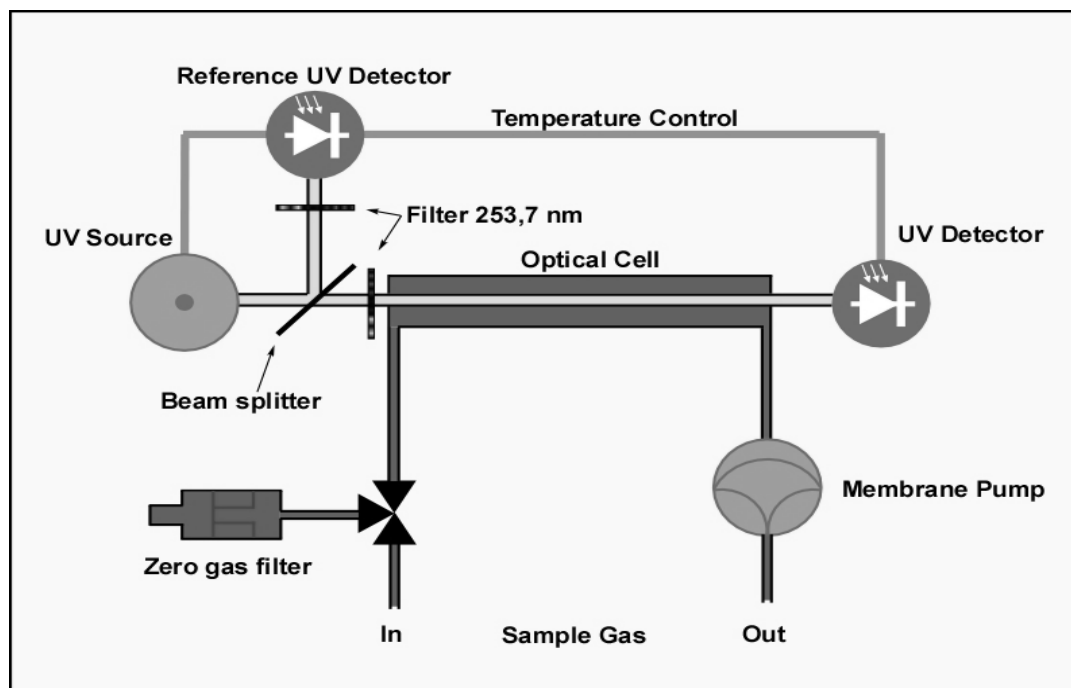 Reference UV Detector
Temperature Control
Filter 253,7 nm
UV Source
UV Detector
Optical Cell
Beam splitter
Membrane Pump
Zero gas filter
In
Sample Gas
Out